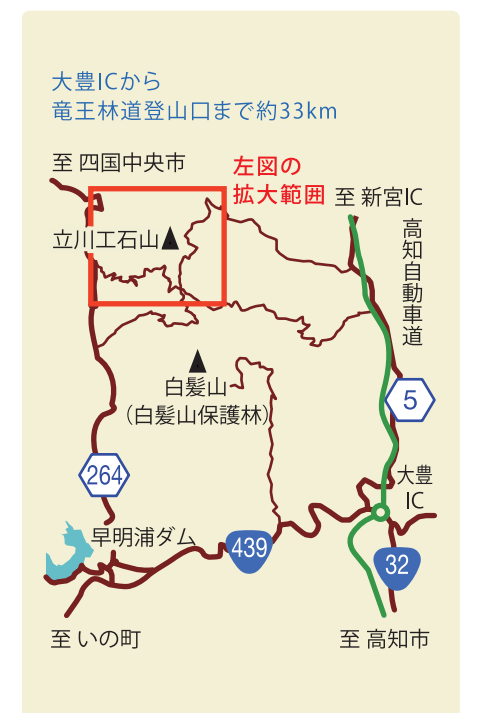 大豊ICから
竜王林道登山口まで約33km
至 四国中央市
左図の
拡大範囲
至 新宮IC
高知自動車道
立川工石山
白髪山
(白髪山保護林)
5
264
大豊
IC
早明浦ダム
439
32
至 いの町
至 高知市